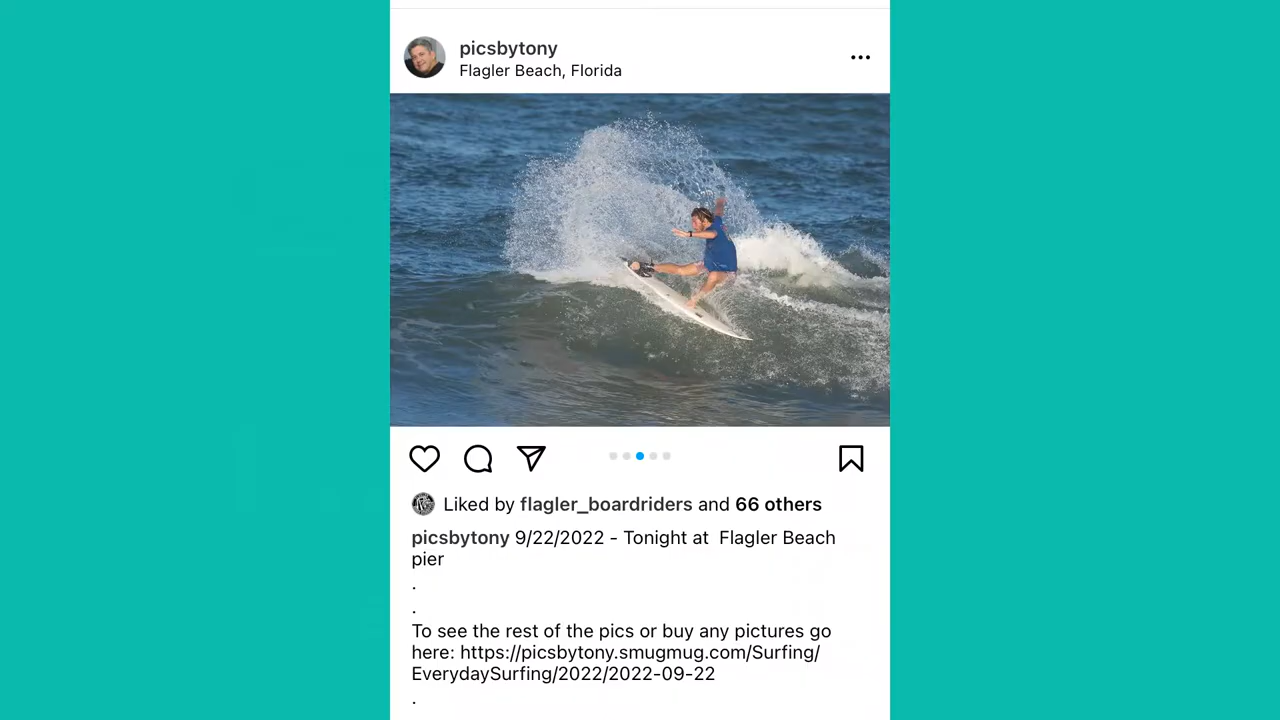 picsbytony
Flagler Beach, Florida
Liked by flagler_boardriders and 66 others
picsbytony 9/22/2022 - Tonight at  Flagler Beach
pier
.
.
To see the rest of the pics or buy any pictures go
here: https://picsbytony.smugmug.com/Surfing/
EverydaySurfing/2022/2022-09-22
.